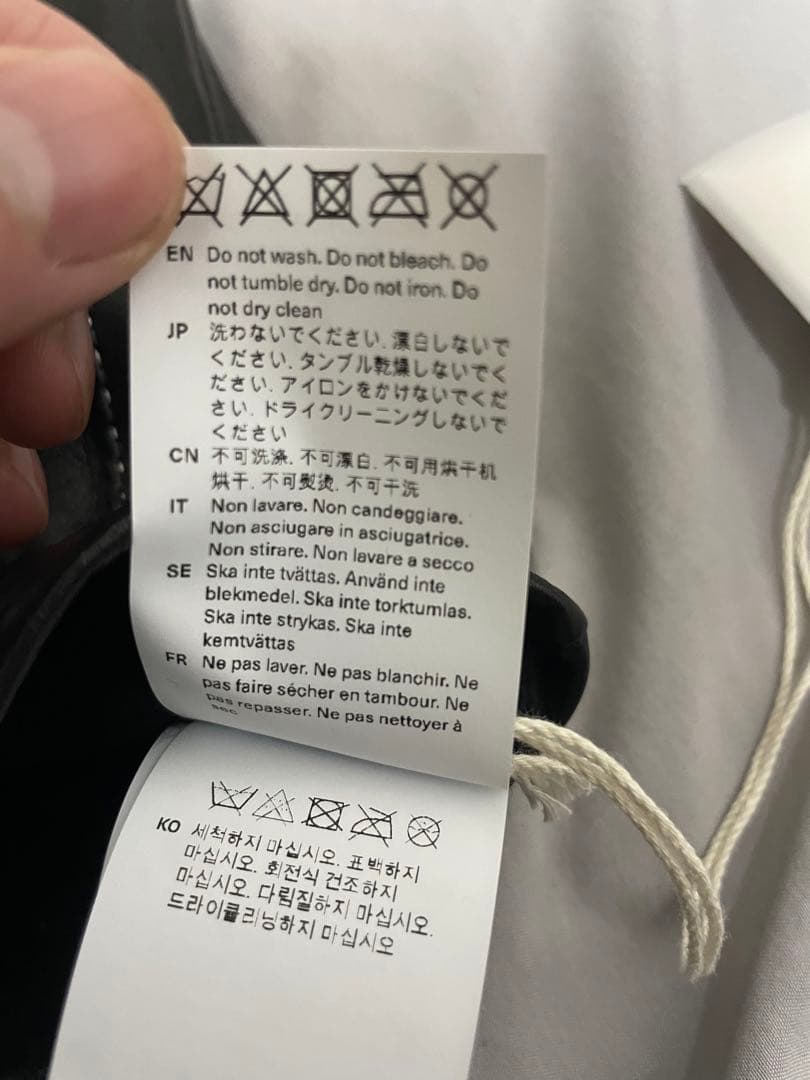 EN Do not wash. Do not bleach. Do
not tumble dry. Do not iron. Do
not dry clean
JP 洗わないでください. 漂白しないで
ください. タンブル乾燥しないでく
ださい. アイロンをかけないでくだ
さい. ドライクリーニングしないで
ください
CN 不可洗涤. 不可漂白. 不可用烘干机
烘干. 不可熨烫. 不可干洗
IT Non lavare. Non candeggiare.
Non asciugare in asciugatrice.
Non stirare. Non lavare a secco
SE Ska inte tvättas. Använd inte
blekmedel. Ska inte torktumlas.
Ska inte strykas. Ska inte
kemtvättas
FR Ne pas laver. Ne pas blanchir. Ne
pas faire sécher en tambour. Ne
pas repasser. Ne pas nettoyer à
sec
KO 세척하지 마십시오. 표백하지
마십시오. 회전식 건조하지
마십시오. 다림질하지 마십시오.
드라이클리닝하지 마십시오